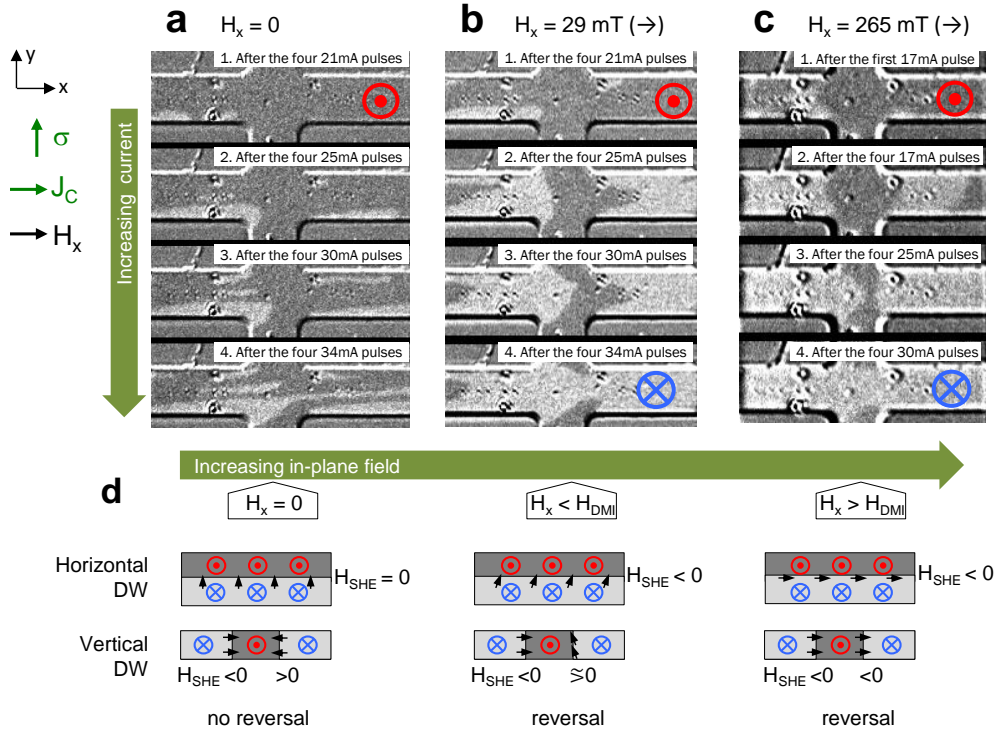 a H_x = 0
b H_x = 29 mT (→)
c H_x = 265 mT (→)
y
x
σ
J_C
H_x
Increasing current
1. After the four 21mA pulses
2. After the four 25mA pulses
3. After the four 30mA pulses
4. After the four 34mA pulses
1. After the four 21mA pulses
2. After the four 25mA pulses
3. After the four 30mA pulses
4. After the four 34mA pulses
1. After the first 17mA pulse
2. After the four 17mA pulses
3. After the four 25mA pulses
4. After the four 30mA pulses
Increasing in-plane field
d
H_x = 0
H_x < H_DMI
H_x > H_DMI
Horizontal
DW
H_SHE = 0
H_SHE < 0
H_SHE < 0
Vertical
DW
H_SHE <0 >0
H_SHE <0 ≳0
H_SHE <0 <0
no reversal
reversal
reversal